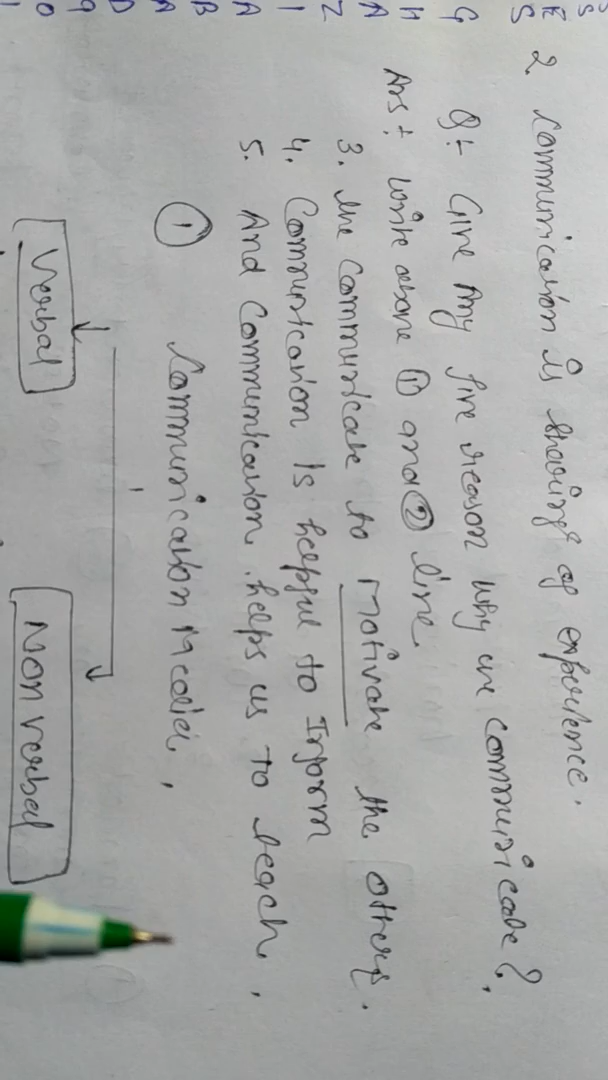 2. Communication is shaving of experience.
Q:- Give Any five reason why we communicate?
Ans:- write above ① and ② line.
3. We communicate to motivate the others.
4. Communication is helpful to Inform
5. And Communication helps us to teach,
① Communication Media,
Verbal
Non verbal